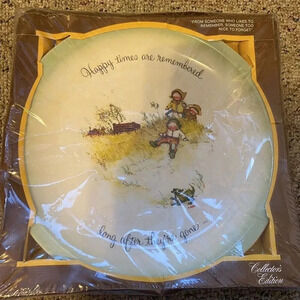 "FROM SOMEONE WHO LIKES TO
REMEMBER, SOMEONE TOO
NICE TO FORGET"
Happy times are remembered
long after they're gone...
Collector's
Edition